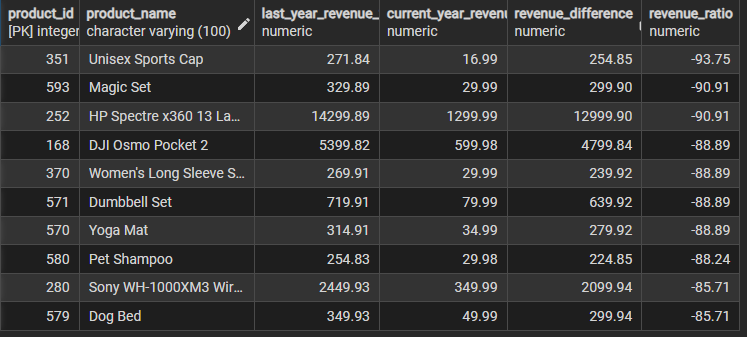 product_id product_name last_year_revenue_ current_year_revenu revenue_difference revenue_ratio
[PK] integer character varying (100) numeric numeric numeric numeric
351 Unisex Sports Cap 271.84 16.99 254.85 -93.75
593 Magic Set 329.89 29.99 299.90 -90.91
252 HP Spectre x360 13 La... 14299.89 1299.99 12999.90 -90.91
168 DJI Osmo Pocket 2 5399.82 599.98 4799.84 -88.89
370 Women's Long Sleeve S... 269.91 29.99 239.92 -88.89
571 Dumbbell Set 719.91 79.99 639.92 -88.89
570 Yoga Mat 314.91 34.99 279.92 -88.89
580 Pet Shampoo 254.83 29.98 224.85 -88.24
280 Sony WH-1000XM3 Wir... 2449.93 349.99 2099.94 -85.71
579 Dog Bed 349.93 49.99 299.94 -85.71